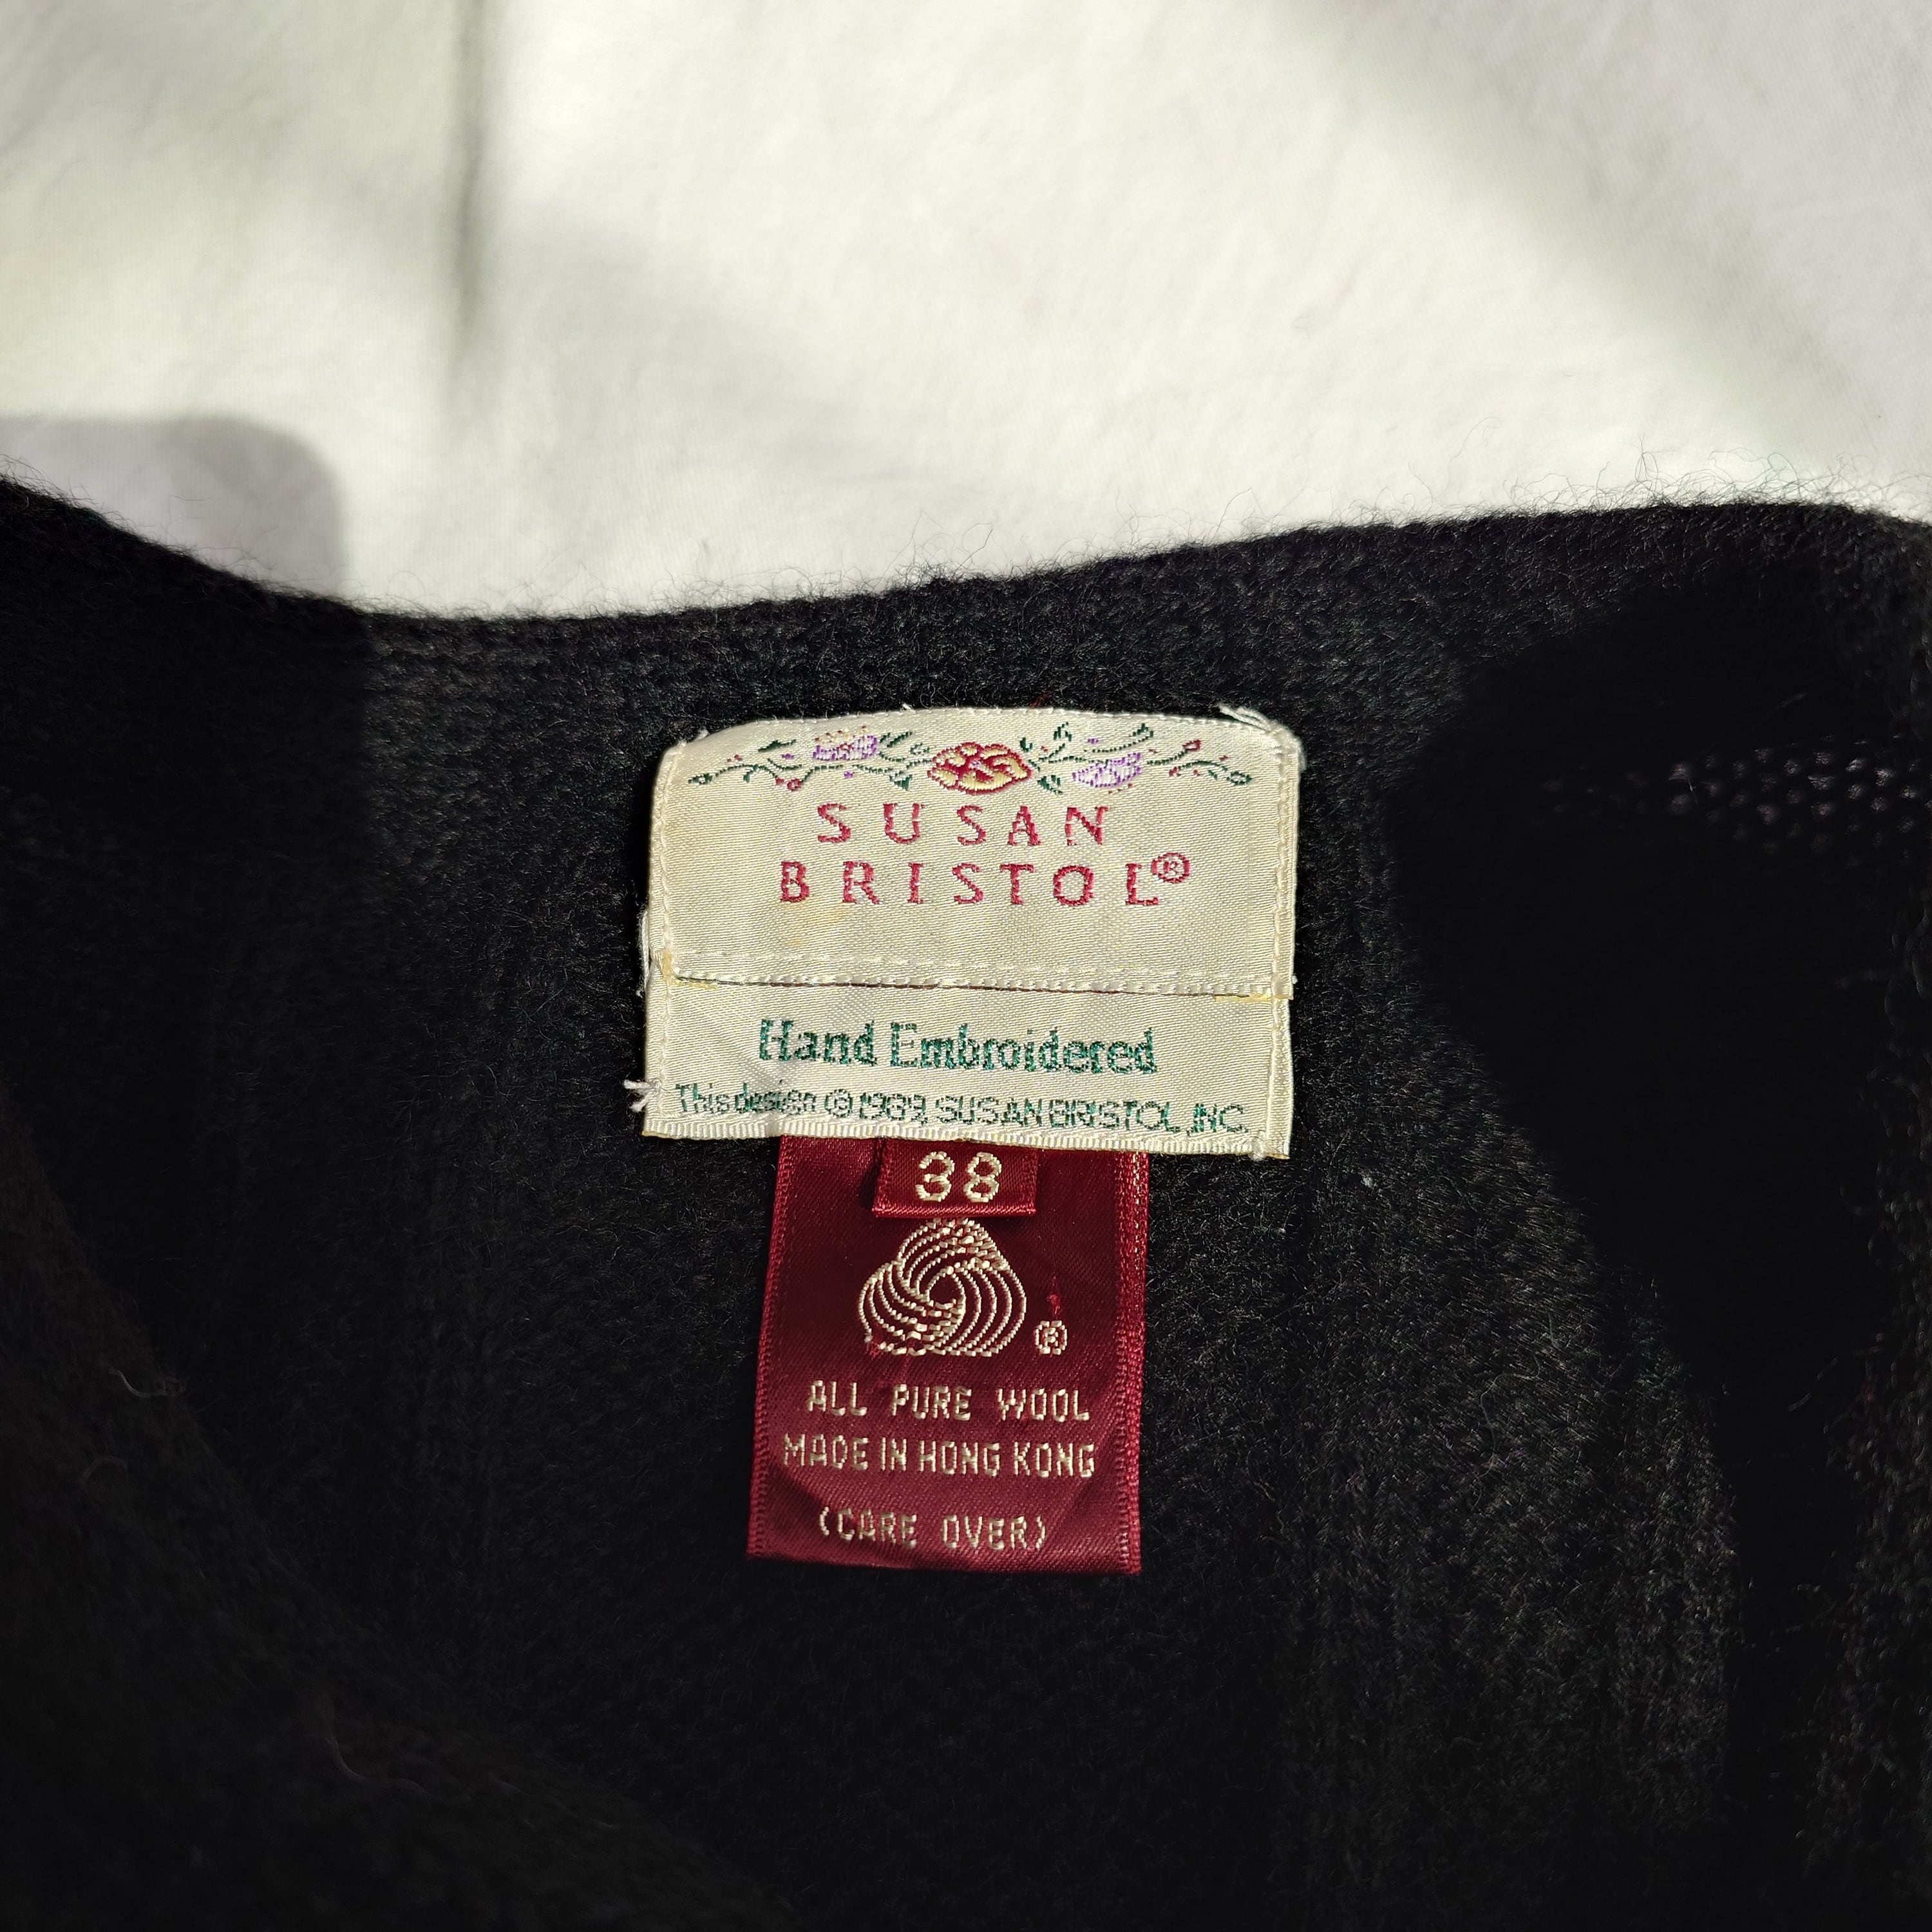 SUSAN
BRISTOL®
Hand Embroidered
This design © 1989, SUSAN BRISTOL, INC.
38
®
ALL PURE WOOL
MADE IN HONG KONG
(CARE OVER)